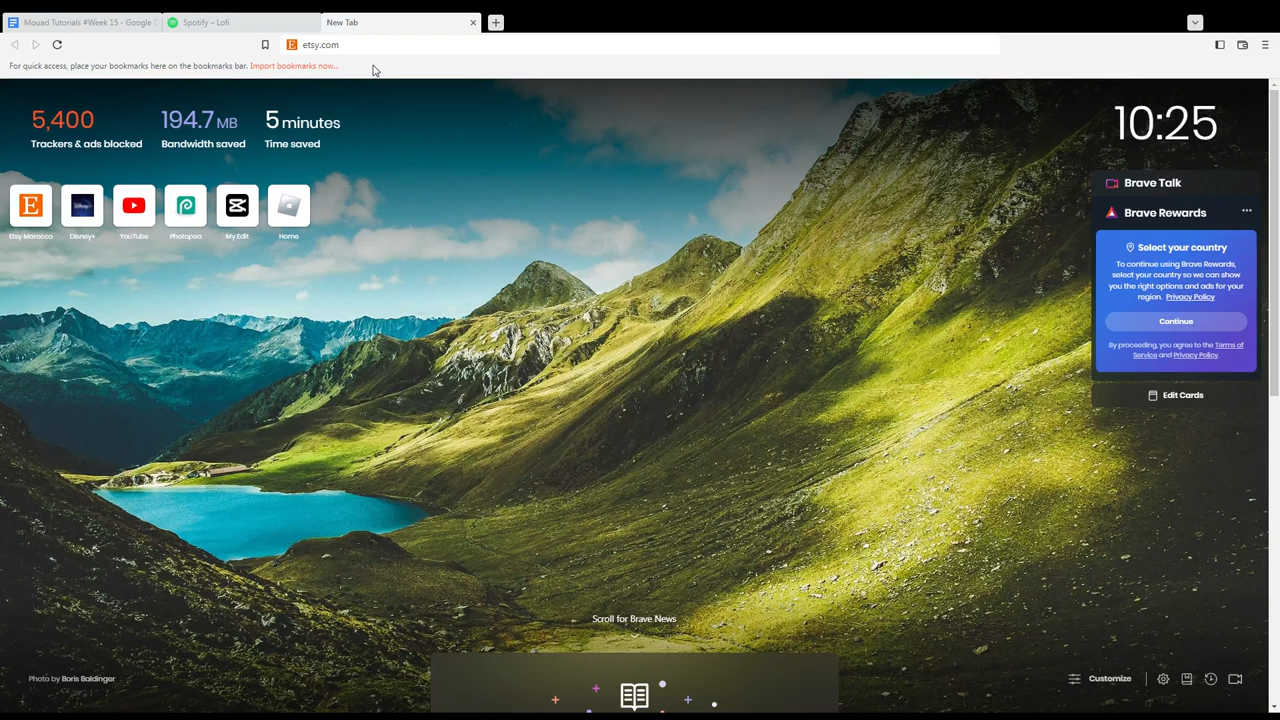 Mouad Tutorials #Week 15 - Google D
Spotify – Lofi
New Tab
etsy.com
For quick access, place your bookmarks here on the bookmarks bar. Import bookmarks now...
5,400
Trackers & ads blocked
194.7 MB
Bandwidth saved
5 minutes
Time saved
10:25
Etsy Morocco
Disney+
YouTube
Photopea
My Edit
Home
Brave Talk
Brave Rewards
Select your country
To continue using Brave Rewards,
select your country so we can show
you the right options and ads for your
region. Privacy Policy
Continue
By proceeding, you agree to the Terms of
Service and Privacy Policy.
Edit Cards
Scroll for Brave News
Photo by Boris Baldinger
Customize